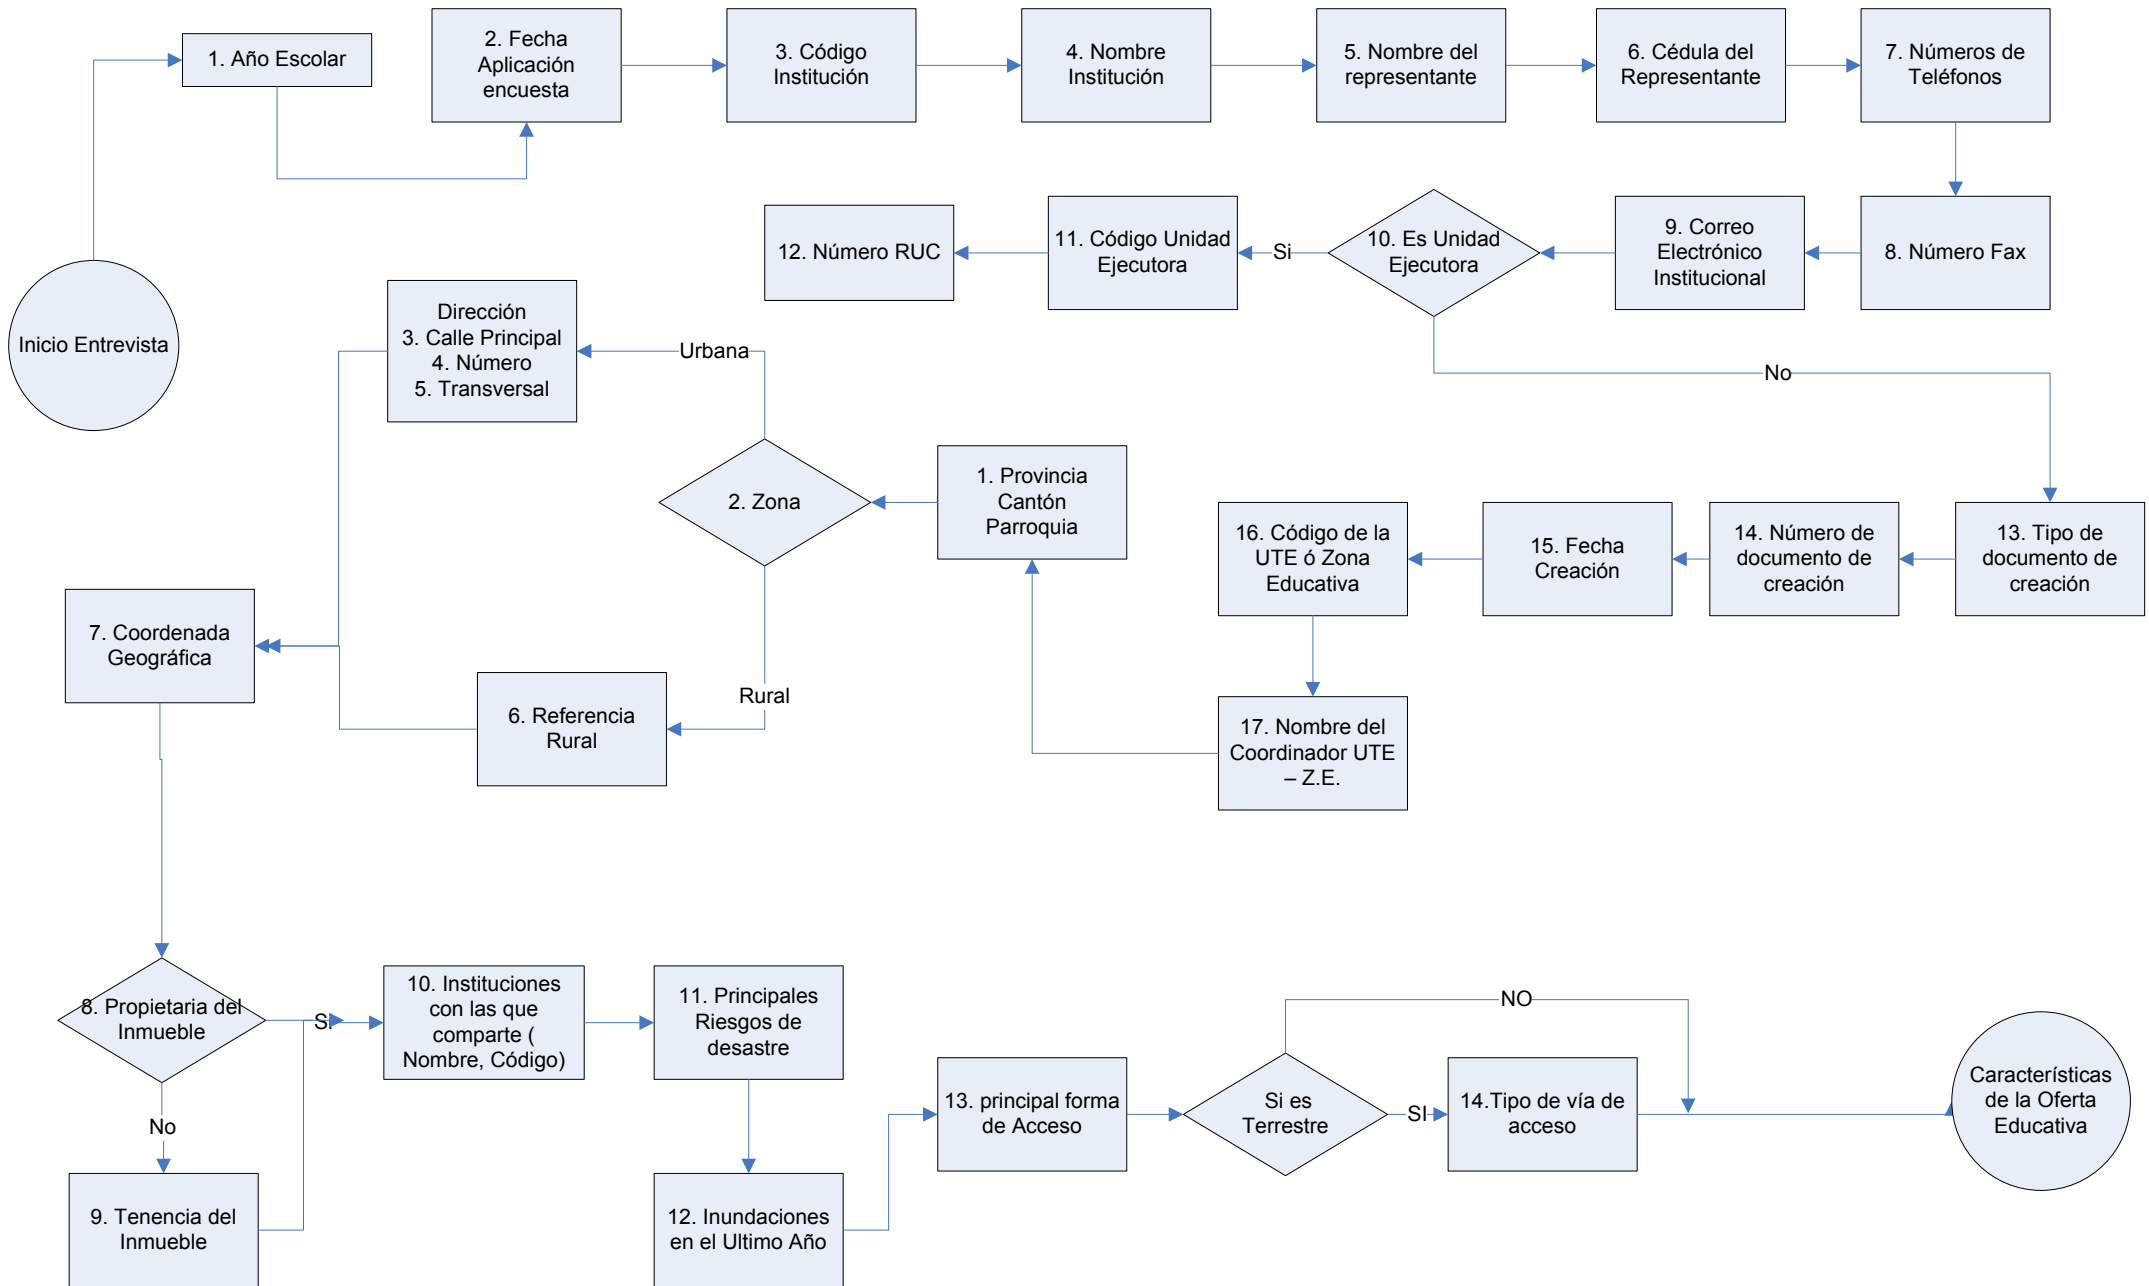 1. Año Escolar
2. Fecha
Aplicación
encuesta
3. Código
Institución
4. Nombre
Institución
5. Nombre del
representante
6. Cédula del
Representante
7. Números de
Teléfonos
8. Número Fax
9. Correo
Electrónico
Institucional
10. Es Unidad
Ejecutora
Si
11. Código Unidad
Ejecutora
12. Número RUC
No
Inicio Entrevista
Dirección
3. Calle Principal
4. Número
5. Transversal
Urbana
2. Zona
1. Provincia
Cantón
Parroquia
16. Código de la
UTE ó Zona
Educativa
15. Fecha
Creación
14. Número de
documento de
creación
13. Tipo de
documento de
creación
7. Coordenada
Geográfica
6. Referencia
Rural
Rural
17. Nombre del
Coordinador UTE
– Z.E.
8. Propietaria del
Inmueble
Si
No
9. Tenencia del
Inmueble
10. Instituciones
con las que
comparte (
Nombre, Código)
11. Principales
Riesgos de
desastre
12. Inundaciones
en el Ultimo Año
13. principal forma
de Acceso
Si es
Terrestre
NO
SI
14.Tipo de vía de
acceso
Características
de la Oferta
Educativa